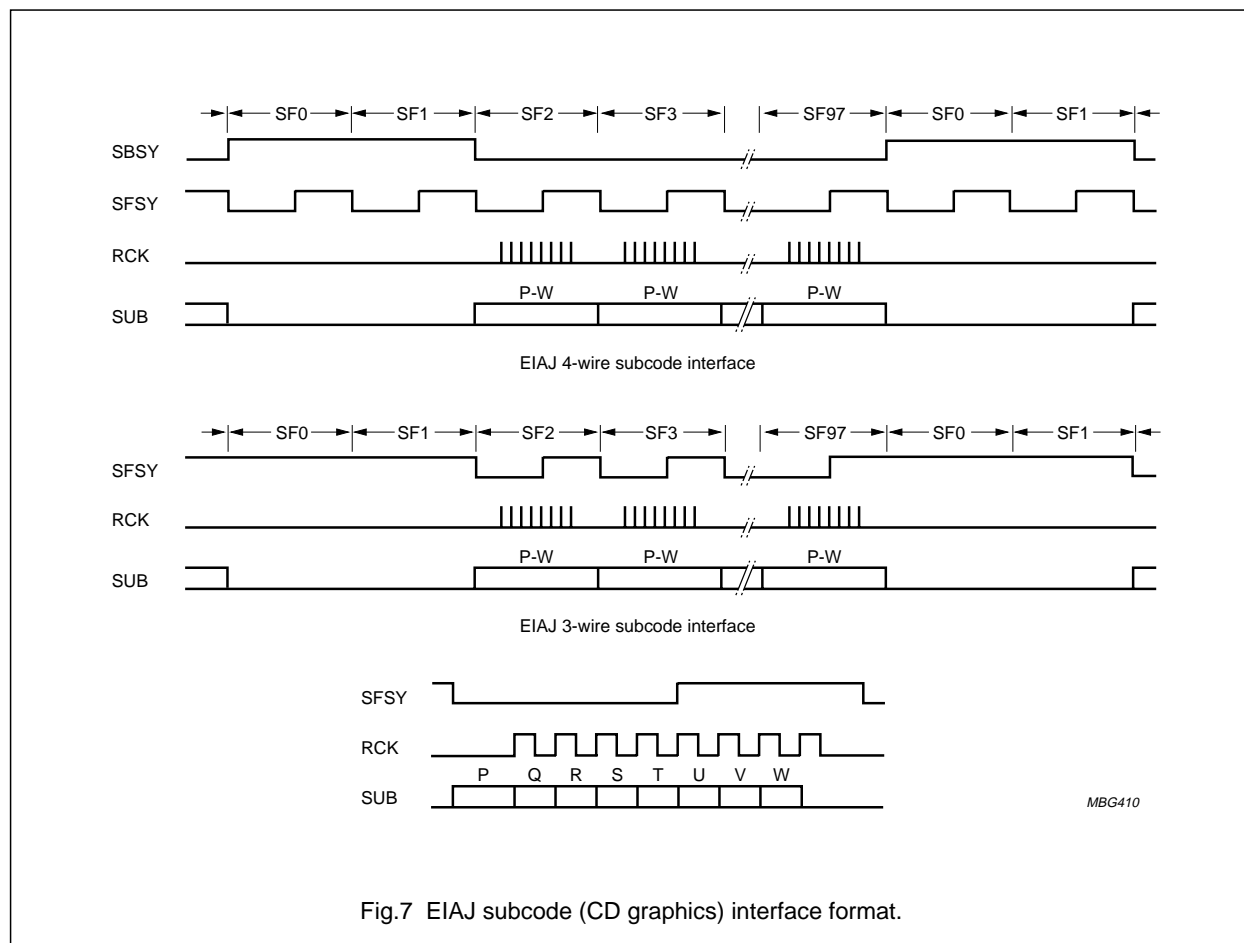 SF0 SF1 SF2 SF3 SF97 SF0 SF1
SBSY
SFSY
RCK
P-W P-W P-W
SUB
EIAJ 4-wire subcode interface
SF0 SF1 SF2 SF3 SF97 SF0 SF1
SFSY
RCK
P-W P-W P-W
SUB
EIAJ 3-wire subcode interface
SFSY
RCK
P Q R S T U V W
SUB
MBG410
Fig.7 EIAJ subcode (CD graphics) interface format.